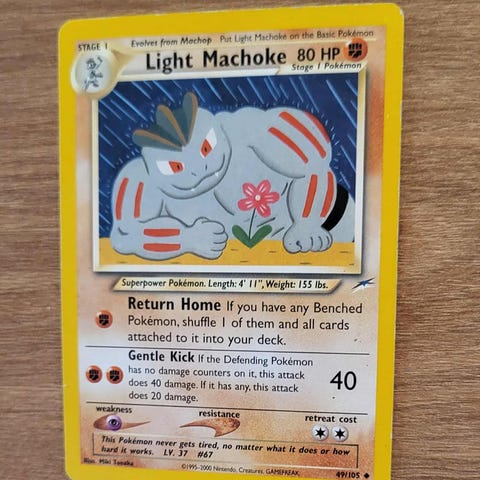 STAGE 1
Evolves from Machop Put Light Machoke on the Basic Pokémon
Light Machoke 80 HP
Stage 1 Pokémon
Superpower Pokémon. Length: 4' 11", Weight: 155 lbs.
Return Home If you have any Benched
Pokémon, shuffle 1 of them and all cards
attached to it into your deck.
Gentle Kick If the Defending Pokémon
has no damage counters on it, this attack
does 40 damage. If it has any, this attack
does 20 damage.
40
weakness resistance retreat cost
This Pokémon never gets tired, no matter what it does or how
hard it works. LV. 37 #67
Illus. Miki Tanaka
©1995-2000 Nintendo, Creatures, GAMEFREAK.
49/105